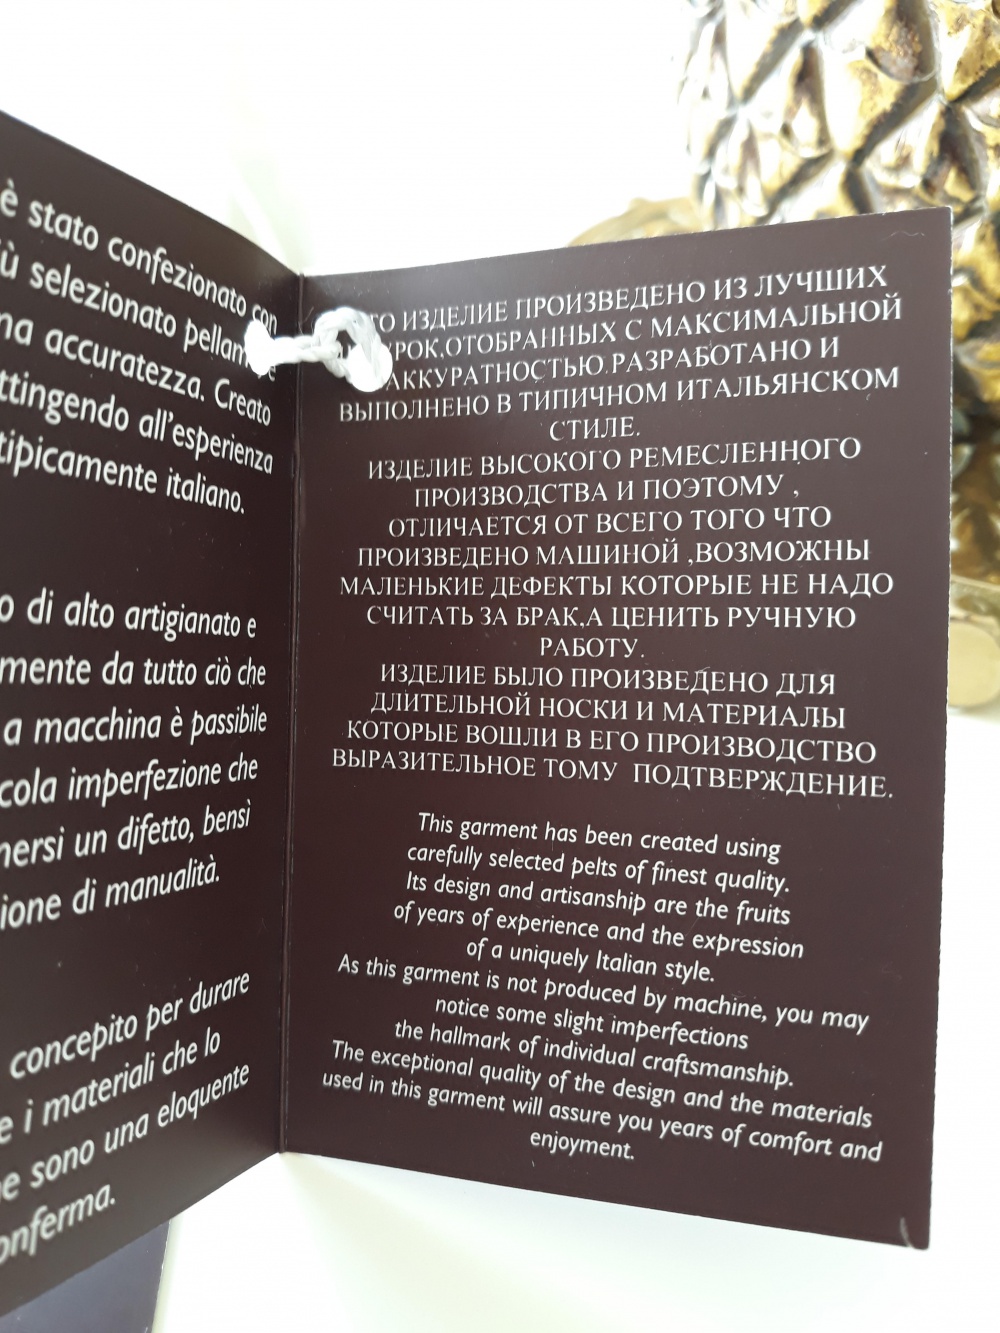 è stato confezionato con
selezionato
accuratezza. Creato
all'esperienza
tipicamente italiano.
di alto artigianato e
da tutto ciò che
a macchina è passibile
imperfezione che
un difetto, bensì
di manualità.
concepito per durare
e i materiali che lo
sono una eloquente
ИЗДЕЛИЕ ПРОИЗВЕДЕНО ИЗ ЛУЧШИХ
,ОТОБРАННЫХ С МАКСИМАЛЬНОЙ
АККУРАТНОСТЬЮ.РАЗРАБОТАНО И
ВЫПОЛНЕНО В ТИПИЧНОМ ИТАЛЬЯНСКОМ
СТИЛЕ.
ИЗДЕЛИЕ ВЫСОКОГО РЕМЕСЛЕННОГО
ПРОИЗВОДСТВА И ПОЭТОМУ ,
ОТЛИЧАЕТСЯ ОТ ВСЕГО ТОГО ЧТО
ПРОИЗВЕДЕНО МАШИНОЙ ,ВОЗМОЖНЫ
МАЛЕНЬКИЕ ДЕФЕКТЫ КОТОРЫЕ НЕ НАДО
СЧИТАТЬ ЗА БРАК,А ЦЕНИТЬ РУЧНУЮ
РАБОТУ.
ИЗДЕЛИЕ БЫЛО ПРОИЗВЕДЕНО ДЛЯ
ДЛИТЕЛЬНОЙ НОСКИ И МАТЕРИАЛЫ
КОТОРЫЕ ВОШЛИ В ЕГО ПРОИЗВОДСТВО
ВЫРАЗИТЕЛЬНОЕ ТОМУ ПОДТВЕРЖДЕНИЕ.
This garment has been created using
carefully selected pelts of finest quality.
Its design and artisanship are the fruits
of years of experience and the expression
of a uniquely Italian style.
As this garment is not produced by machine, you may
notice some slight imperfections
the hallmark of individual craftsmanship.
The exceptional quality of the design and the materials
used in this garment will assure you years of comfort and
enjoyment.